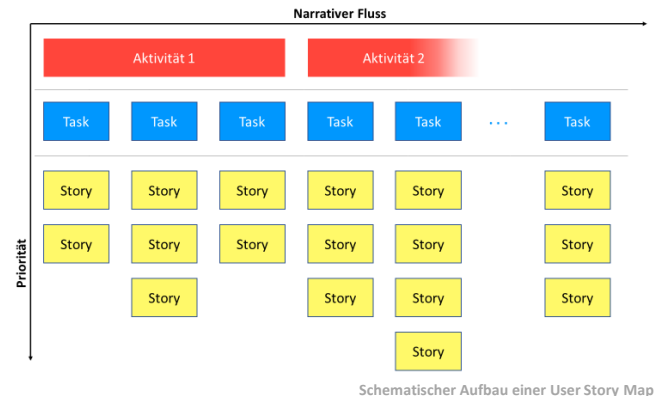 Narrativer Fluss
Aktivität 1 Aktivität 2
Task Task Task Task Task ... Task
Story Story Story Story Story Story
Story Story Story Story Story Story
Story Story Story Story
Story
Priorität
Schematischer Aufbau einer User Story Map